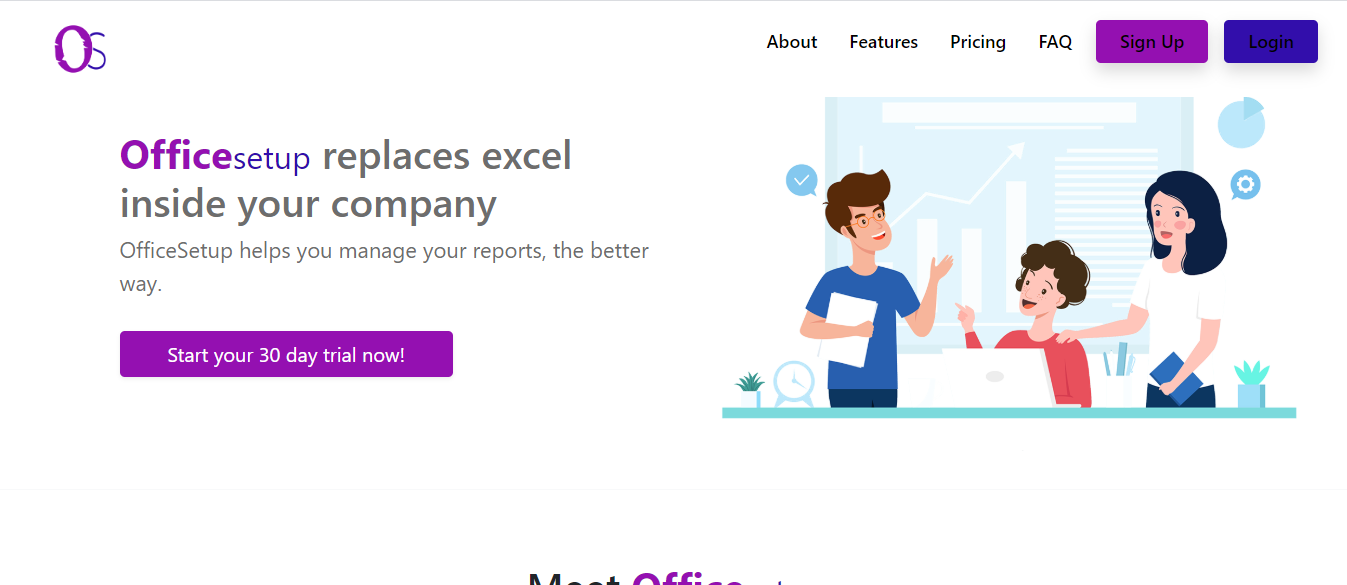 OS
About Features Pricing FAQ Sign Up Login
Officesetup replaces excel
inside your company
OfficeSetup helps you manage your reports, the better
way.
Start your 30 day trial now!
Meet Office